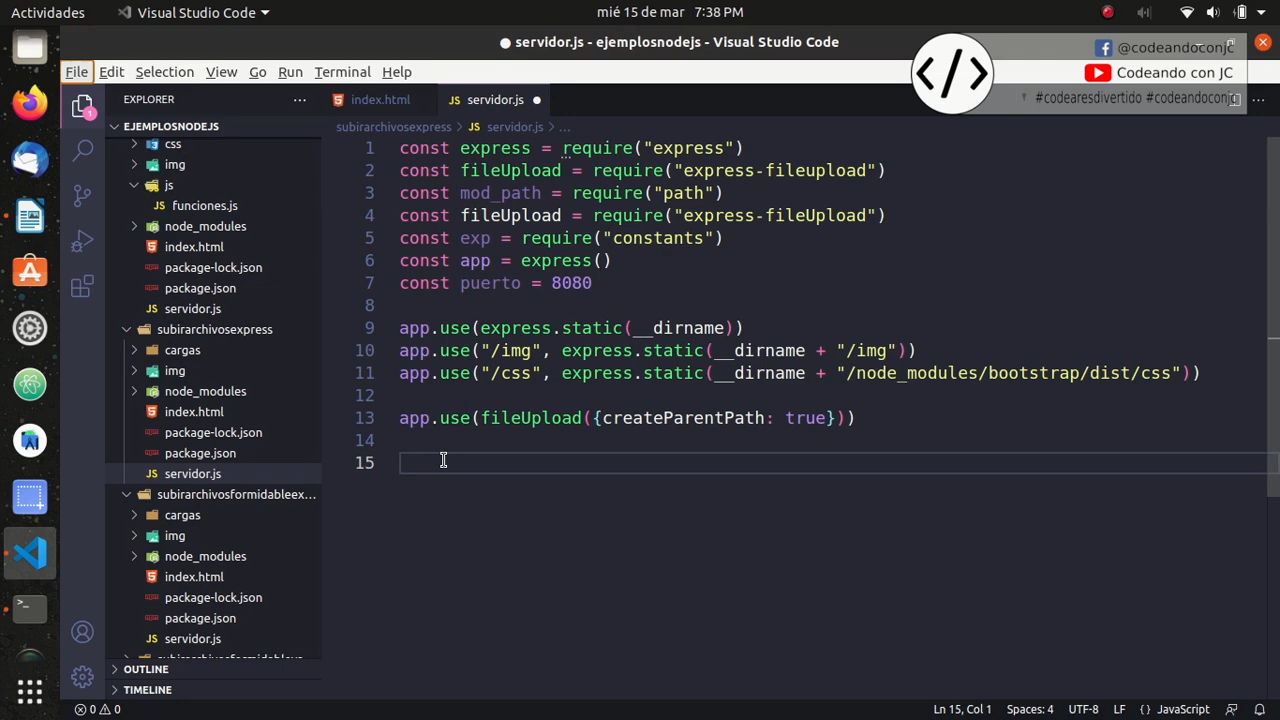 Actividades
Visual Studio Code
mié 15 de mar 7:38 PM
servidor.js - ejemplosnodejs - Visual Studio Code
@codeandoconjc
Codeando con JC
File Edit Selection View Go Run Terminal Help
EXPLORER
index.html
servidor.js
EJEMPLOSNODEJS
subirarchivosexpress > servidor.js > ...
css
img
js
funciones.js
node_modules
index.html
package-lock.json
package.json
servidor.js
subirarchivosexpress
cargas
img
node_modules
index.html
package-lock.json
package.json
servidor.js
subirarchivosformidableex...
cargas
img
node_modules
index.html
package-lock.json
package.json
servidor.js
OUTLINE
TIMELINE
1 const express = require("express")
2 const fileUpload = require("express-fileupload")
3 const mod_path = require("path")
4 const fileUpload = require("express-fileUpload")
5 const exp = require("constants")
6 const app = express()
7 const puerto = 8080
8
9 app.use(express.static(__dirname))
10 app.use("/img", express.static(__dirname + "/img"))
11 app.use("/css", express.static(__dirname + "/node_modules/bootstrap/dist/css"))
12
13 app.use(fileUpload({createParentPath: true}))
14
15
0 0
Ln 15, Col 1 Spaces: 4 UTF-8 LF {} JavaScript